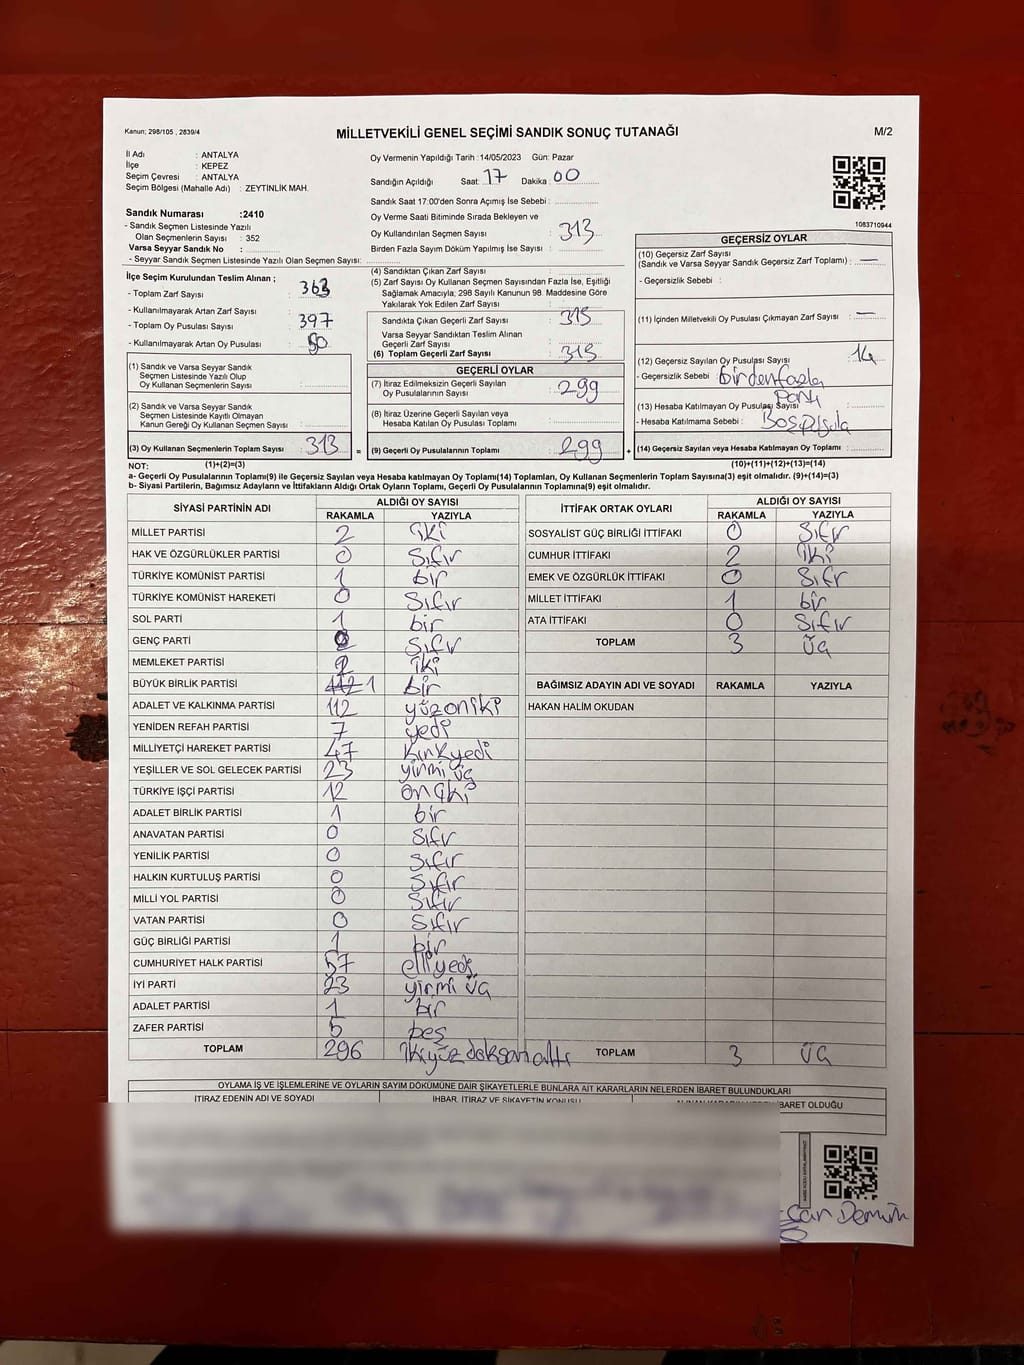 Kanun; 298/105 , 2839/4
MİLLETVEKİLİ GENEL SEÇİMİ SANDIK SONUÇ TUTANAĞI
M/2
İl Adı : ANTALYA
İlçe : KEPEZ
Seçim Çevresi : ANTALYA
Seçim Bölgesi (Mahalle Adı) : ZEYTİNLİK MAH.
Sandık Numarası :2410
- Sandık Seçmen Listesinde Yazılı
Olan Seçmenlerin Sayısı : 352
Varsa Seyyar Sandık No :
- Seyyar Sandık Seçmen Listesinde Yazılı Olan Seçmen Sayısı:
Oy Vermenin Yapıldığı Tarih :14/05/2023 Gün: Pazar
Sandığın Açıldığı Saat: 17 Dakika 00
Sandık Saat 17.00'den Sonra Açımış İse Sebebi :
Oy Verme Saati Bitiminde Sırada Bekleyen ve
Oy Kullandırılan Seçmen Sayısı : 313
Birden Fazla Sayım Döküm Yapılmış İse Sayısı :
1083710944
İlçe Seçim Kurulundan Teslim Alınan ;
- Toplam Zarf Sayısı : 363
- Kullanılmayarak Artan Zarf Sayısı :
- Toplam Oy Pusulası Sayısı : 397
- Kullanılmayarak Artan Oy Pusulası :
(1) Sandık ve Varsa Seyyar Sandık
Seçmen Listesinde Yazılı Olup
Oy Kullanan Seçmenlerin Sayısı :
(2) Sandık ve Varsa Seyyar Sandık
Seçmen Listesinde Kayıtlı Olmayan
Kanun Gereği Oy Kullanan Seçmen Sayısı :
(3) Oy Kullanan Seçmenlerin Toplam Sayısı : 313 =
(4) Sandıktan Çıkan Zarf Sayısı :
(5) Zarf Sayısı Oy Kullanan Seçmen Sayısından Fazla İse, Eşitliği
Sağlamak Amacıyla; 298 Sayılı Kanunun 98. Maddesine Göre
Yakılarak Yok Edilen Zarf Sayısı :
Sandıkta Çıkan Geçerli Zarf Sayısı :
Varsa Seyyar Sandıktan Teslim Alınan
Geçerli Zarf Sayısı :
(6) Toplam Geçerli Zarf Sayısı : 313
GEÇERLİ OYLAR
(7) İtiraz Edilmeksizin Geçerli Sayılan
Oy Pusulalarının Sayısı : 299
(8) İtiraz Üzerine Geçerli Sayılan veya
Hesaba Katılan Oy Pusulası Toplamı :
(9) Geçerli Oy Pusulalarının Toplamı : 299 +
GEÇERSİZ OYLAR
(10) Geçersiz Zarf Sayısı
(Sandık ve Varsa Seyyar Sandık Geçersiz Zarf Toplamı) : —
- Geçersizlik Sebebi :
(11) İçinden Milletvekili Oy Pusulası Çıkmayan Zarf Sayısı : —
(12) Geçersiz Sayılan Oy Pusulası Sayısı : 14
- Geçersizlik Sebebi : Birden fazla
Parti
(13) Hesaba Katılmayan Oy Pusulası Sayısı :
- Hesaba Katılmama Sebebi : Boş pusula
(14) Geçersiz Sayılan veya Hesaba Katılmayan Oy Toplamı :
NOT: (1)+(2)=(3) (10)+(11)+(12)+(13)=(14)
a- Geçerli Oy Pusulalarının Toplamı(9) ile Geçersiz Sayılan veya Hesaba katılmayan Oy Toplamı(14) Toplamları, Oy Kullanan Seçmenlerin Toplam Sayısına(3) eşit olmalıdır. (9)+(14)=(3)
b- Siyasi Partilerin, Bağımsız Adayların ve İttifakların Aldığı Ortak Oyların Toplamı, Geçerli Oy Pusulalarının Toplamına(9) eşit olmalıdır.
SİYASİ PARTİNİN ADI ALDIĞI OY SAYISI
RAKAMLA YAZIYLA
MİLLET PARTİSİ 2 iki
HAK VE ÖZGÜRLÜKLER PARTİSİ 0 Sıfır
TÜRKİYE KOMÜNİST PARTİSİ 1 bir
TÜRKİYE KOMÜNİST HAREKETİ 0 Sıfır
SOL PARTİ 1 bir
GENÇ PARTİ 0 Sıfır
MEMLEKET PARTİSİ 2 iki
BÜYÜK BİRLİK PARTİSİ 112 1 bir
ADALET VE KALKINMA PARTİSİ 112 yüzoniki
YENİDEN REFAH PARTİSİ 7 yedi
MİLLİYETÇİ HAREKET PARTİSİ 47 kırkyedi
YEŞİLLER VE SOL GELECEK PARTİSİ 23 yirmi üç
TÜRKİYE İŞÇİ PARTİSİ 12 on iki
ADALET BİRLİK PARTİSİ 1 bir
ANAVATAN PARTİSİ 0 Sıfır
YENİLİK PARTİSİ 0 Sıfır
HALKIN KURTULUŞ PARTİSİ 0 Sıfır
MİLLİ YOL PARTİSİ 0 Sıfır
VATAN PARTİSİ 0 Sıfır
GÜÇ BİRLİĞİ PARTİSİ 1 bir
CUMHURİYET HALK PARTİSİ 57 elliyedi
İYİ PARTİ 23 yirmi üç
ADALET PARTİSİ 1 bir
ZAFER PARTİSİ 5 beş
TOPLAM 296 ikiyüz doksan altı
İTTİFAK ORTAK OYLARI ALDIĞI OY SAYISI
RAKAMLA YAZIYLA
SOSYALİST GÜÇ BİRLİĞİ İTTİFAKI 0 Sıfır
CUMHUR İTTİFAKI 2 iki
EMEK VE ÖZGÜRLÜK İTTİFAKI 0 Sıfır
MİLLET İTTİFAKI 1 bir
ATA İTTİFAKI 0 Sıfır
TOPLAM 3 üç
BAĞIMSIZ ADAYIN ADI VE SOYADI RAKAMLA YAZIYLA
HAKAN HALİM OKUDAN
TOPLAM 3 üç
OYLAMA İŞ VE İŞLEMLERİNE VE OYLARIN SAYIM DÖKÜMÜNE DAİR ŞİKAYETLERLE BUNLARA AİT KARARLARIN NELERDEN İBARET BULUNDUKLARI
İTİRAZ EDENİN ADI VE SOYADI İHBAR, İTİRAZ VE ŞİKAYETİN KONUSU İBARET OLDUĞU